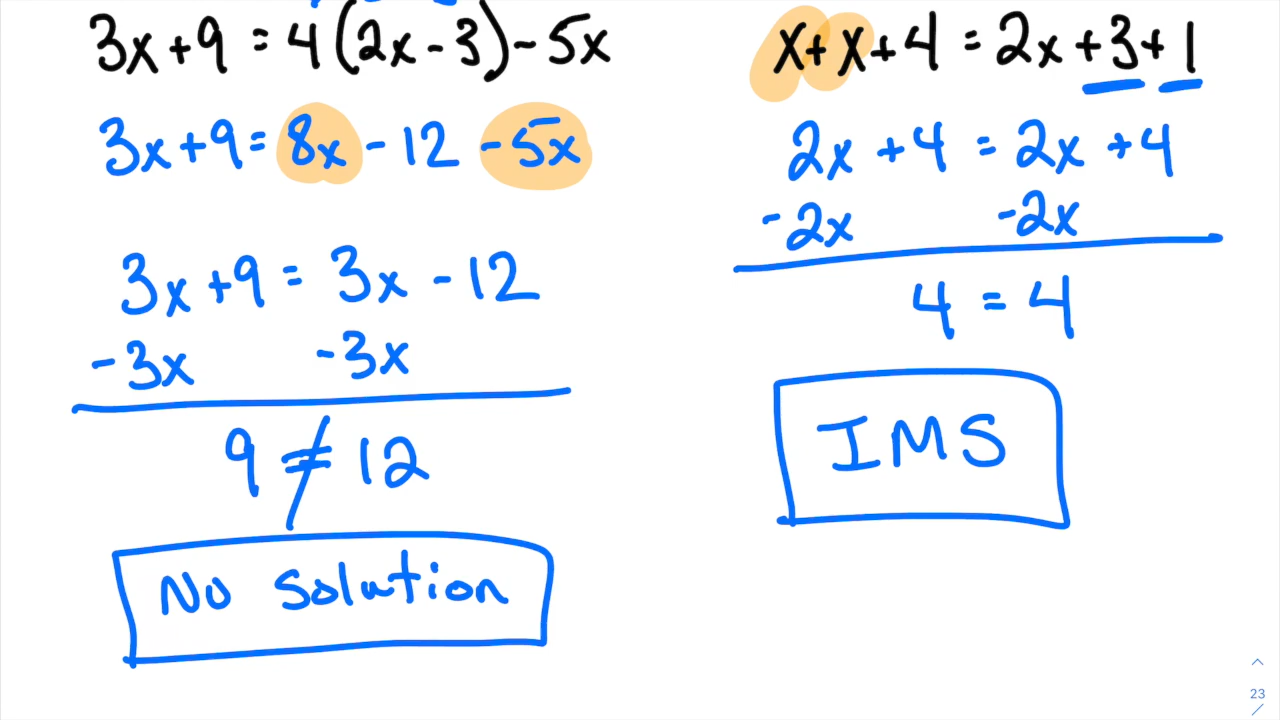 3x+9 = 4(2x-3)-5x
3x+9 = 8x - 12 -5x
3x+9 = 3x - 12
-3x -3x
9 ≠ 12
No solution
x+x+4 = 2x+3+1
2x +4 = 2x +4
-2x -2x
4 = 4
IMS
23